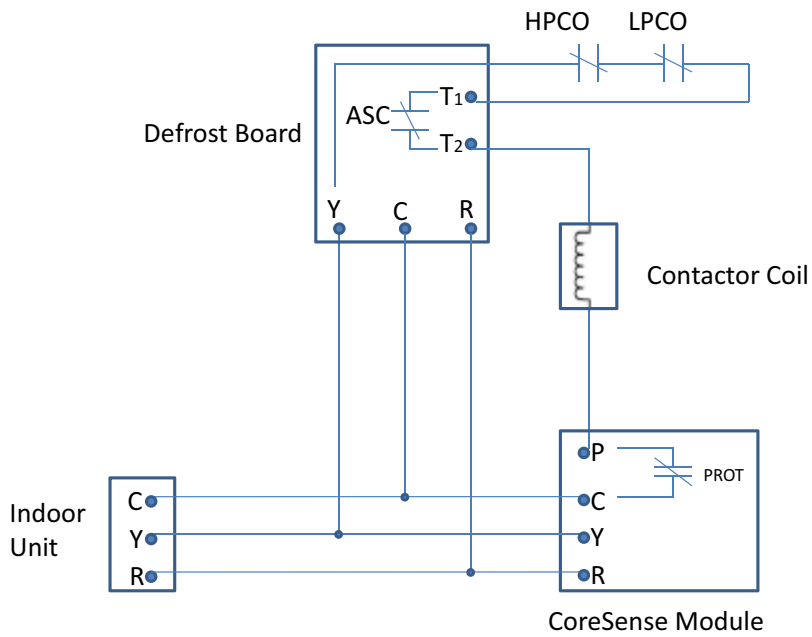 HPCO LPCO
T1
ASC
Defrost Board
T2
Y C R
Contactor Coil
P
PROT
C C
Indoor
Unit
Y Y
R R
CoreSense Module